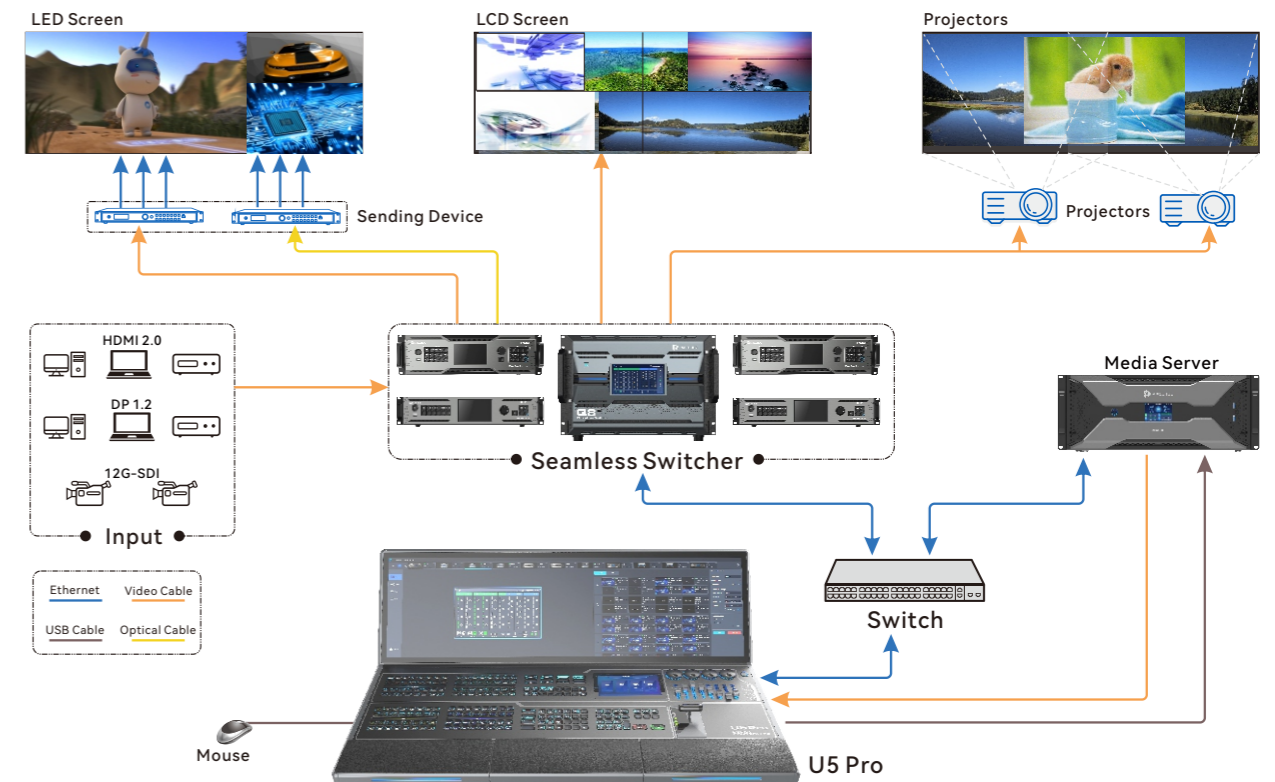 LED Screen
LCD Screen
Projectors
Sending Device
Projectors
HDMI 2.0
DP 1.2
12G-SDI
Input
Seamless Switcher
Q8
Media Server
Ethernet
Video Cable
USB Cable
Optical Cable
Switch
Mouse
U5 Pro